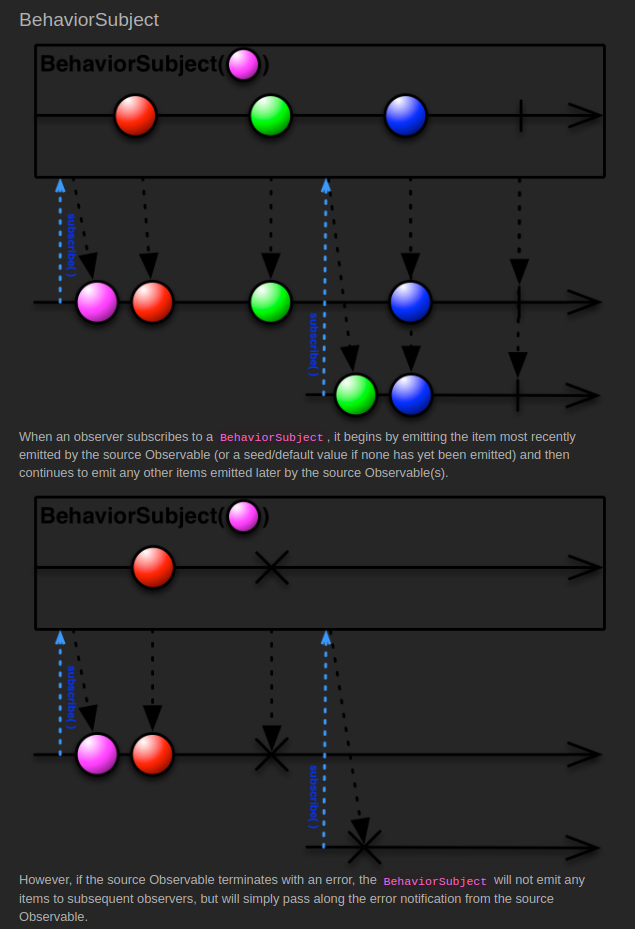 BehaviorSubject
BehaviorSubject( )
subscribe( )
subscribe( )
When an observer subscribes to a BehaviorSubject, it begins by emitting the item most recently
emitted by the source Observable (or a seed/default value if none has yet been emitted) and then
continues to emit any other items emitted later by the source Observable(s).
BehaviorSubject( )
subscribe( )
subscribe( )
However, if the source Observable terminates with an error, the BehaviorSubject will not emit any
items to subsequent observers, but will simply pass along the error notification from the source
Observable.